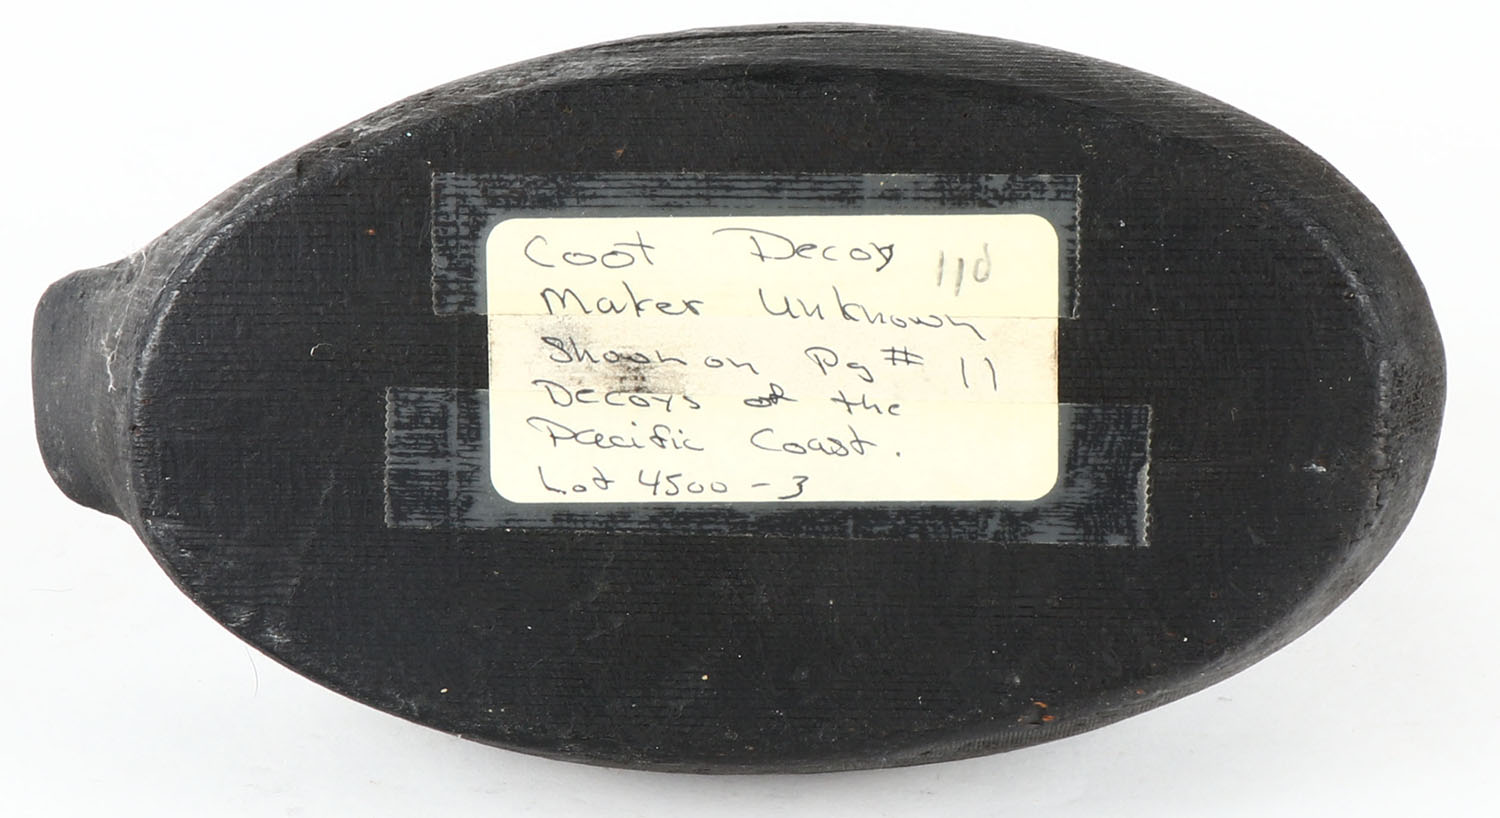 Coot Decoy 110
Maker Unknown
Shown on Pg # 11
Decoys of the
Pacific Coast.
Lot 4500-3